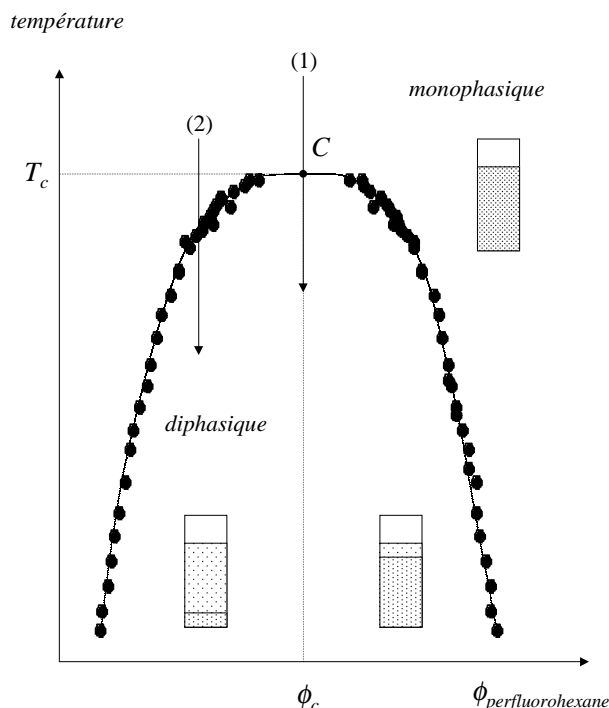 température
(1)
monophasique
(2)
C
T_c
diphasique
ϕ_c
ϕ_perfluorohexane